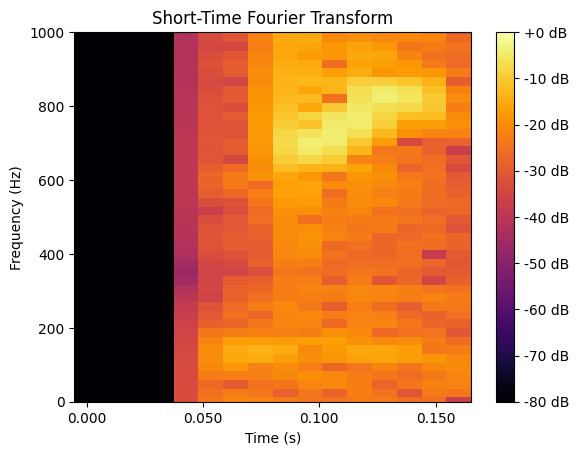 Short-Time Fourier Transform
1000
800
600
400
200
0
Frequency (Hz)
0.000
0.050
0.100
0.150
Time (s)
+0 dB
-10 dB
-20 dB
-30 dB
-40 dB
-50 dB
-60 dB
-70 dB
-80 dB